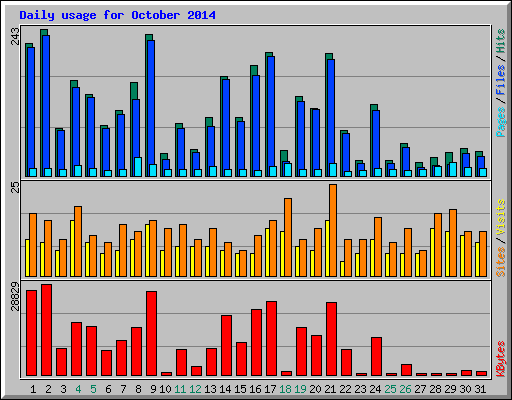 Daily usage for October 2014
243
Pages / Files / Hits
25
Sites / Visits
28829
KBytes
1 2 3 4 5 6 7 8 9 10 11 12 13 14 15 16 17 18 19 20 21 22 23 24 25 26 27 28 29 30 31